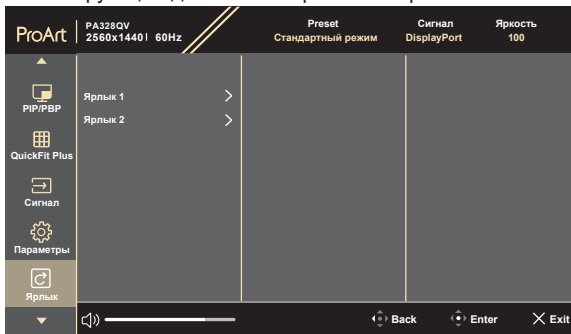 ProArt
PA328QV
2560x1440| 60Hz
Preset
Стандартный режим
Сигнал
DisplayPort
Яркость
100
PIP/PBP
QuickFit Plus
Сигнал
Параметры
Ярлык
Ярлык 1
Ярлык 2
Back
Enter
Exit